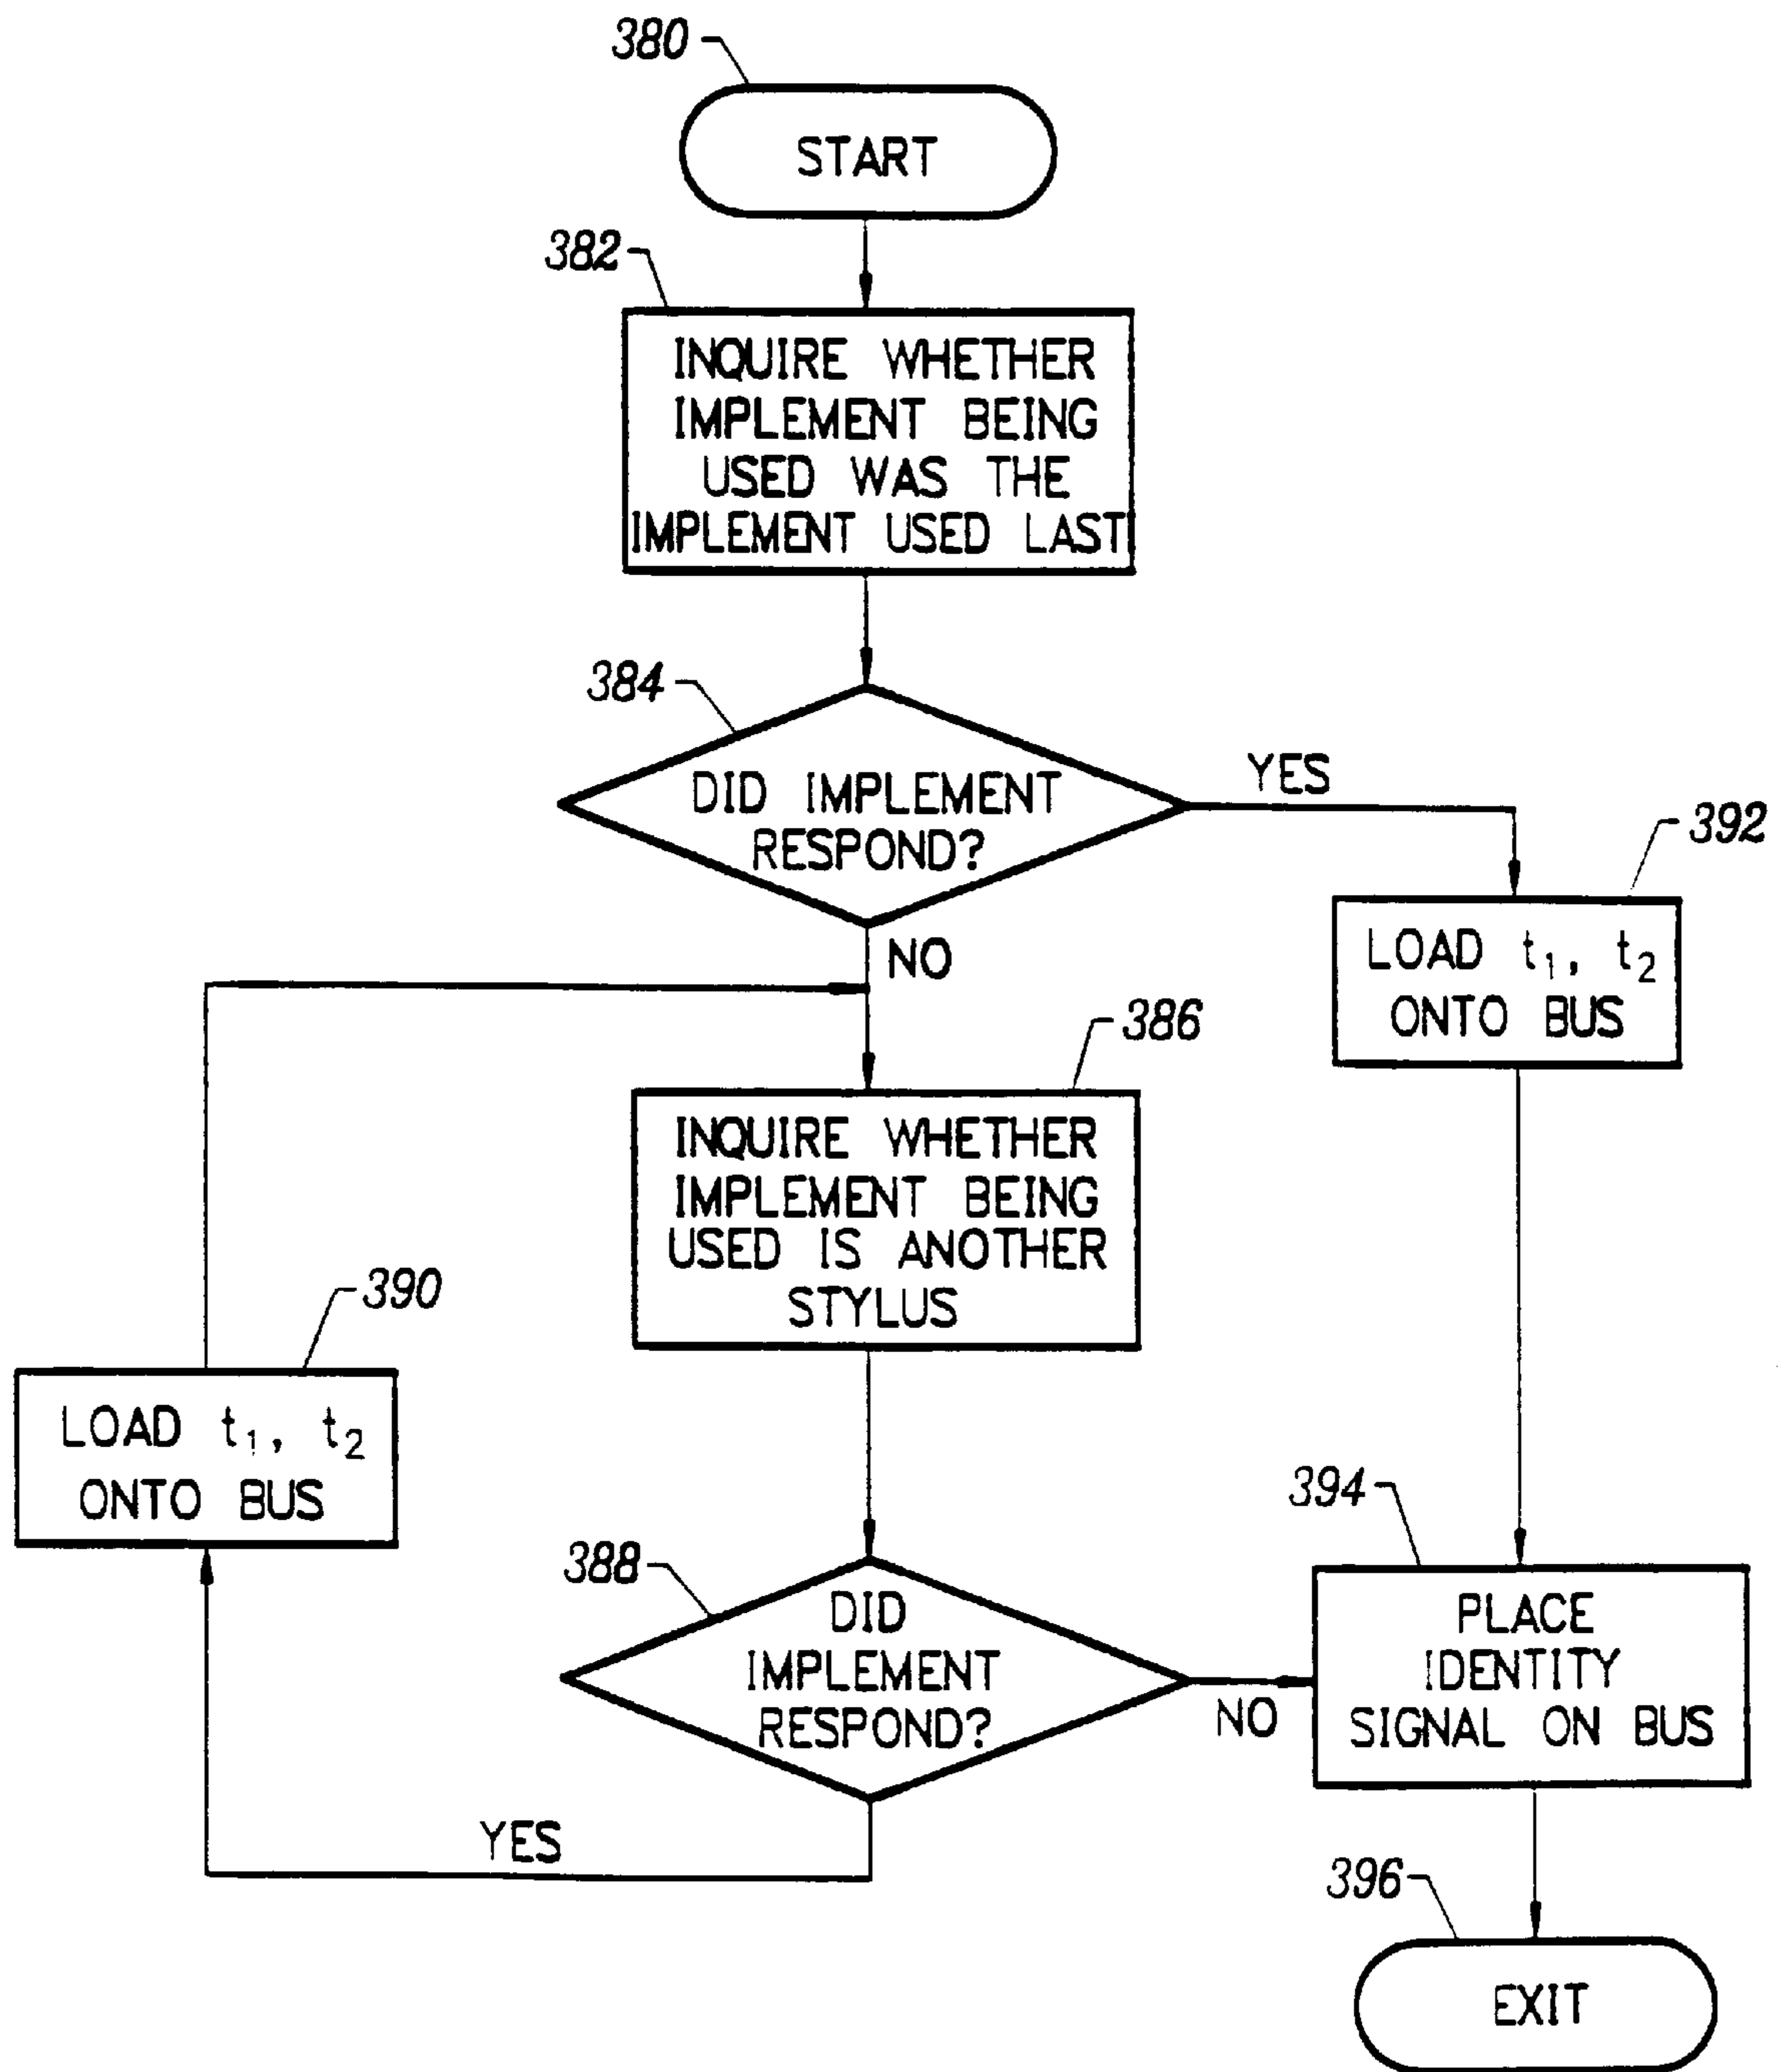 380
START
382
INQUIRE WHETHER
IMPLEMENT BEING
USED WAS THE
IMPLEMENT USED LAST
384
DID IMPLEMENT
RESPOND?
YES
392
LOAD t₁, t₂
ONTO BUS
NO
386
INQUIRE WHETHER
IMPLEMENT BEING
USED IS ANOTHER
STYLUS
390
LOAD t₁, t₂
ONTO BUS
388
DID
IMPLEMENT
RESPOND?
NO
394
PLACE
IDENTITY
SIGNAL ON BUS
YES
396
EXIT